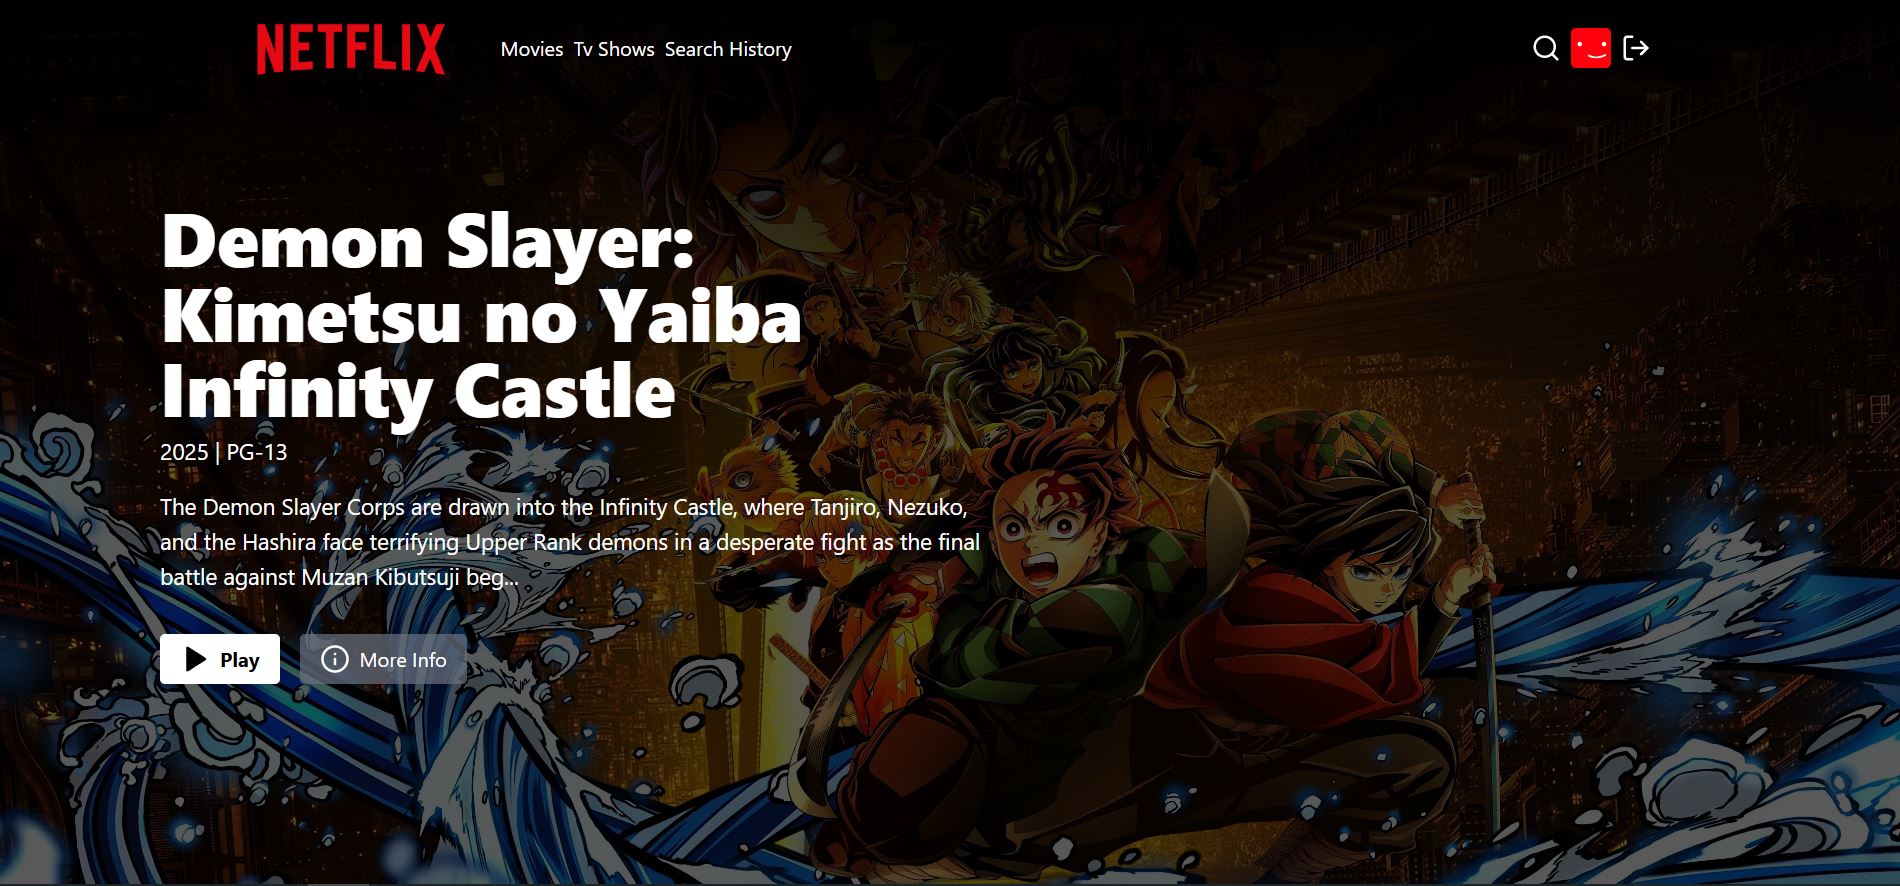 NETFLIX Movies Tv Shows Search History
Demon Slayer:
Kimetsu no Yaiba
Infinity Castle
2025 | PG-13
The Demon Slayer Corps are drawn into the Infinity Castle, where Tanjiro, Nezuko,
and the Hashira face terrifying Upper Rank demons in a desperate fight as the final
battle against Muzan Kibutsuji beg...
Play More Info